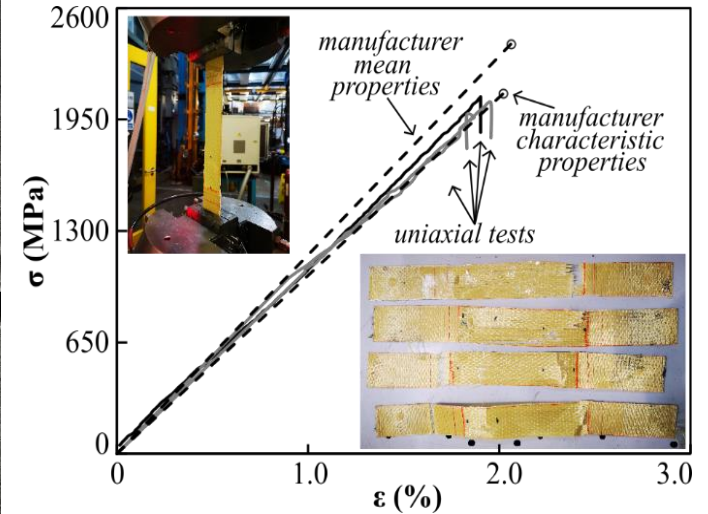 2600
1950
1300
650
0
σ (MPa)
manufacturer
mean
properties
manufacturer
characteristic
properties
uniaxial tests
0
1.0
2.0
3.0
ε (%)